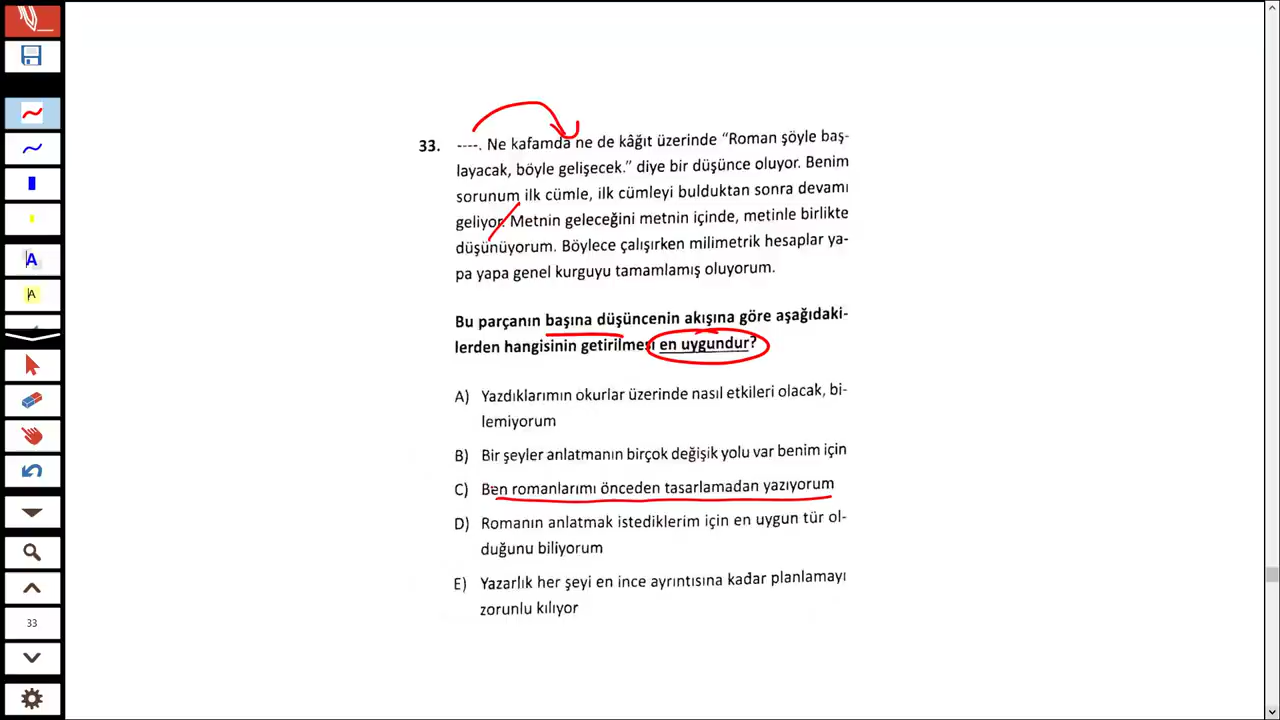 33. ----. Ne kafamda ne de kâğıt üzerinde “Roman şöyle baş-
layacak, böyle gelişecek.” diye bir düşünce oluyor. Benim
sorunum ilk cümle, ilk cümleyi bulduktan sonra devamı
geliyor. Metnin geleceğini metnin içinde, metinle birlikte
düşünüyorum. Böylece çalışırken milimetrik hesaplar ya-
pa yapa genel kurguyu tamamlamış oluyorum.
Bu parçanın başına düşüncenin akışına göre aşağıdaki-
lerden hangisinin getirilmesi en uygundur?
A) Yazdıklarımın okurlar üzerinde nasıl etkileri olacak, bi-
lemiyorum
B) Bir şeyler anlatmanın birçok değişik yolu var benim için
C) Ben romanlarımı önceden tasarlamadan yazıyorum
D) Romanın anlatmak istediklerim için en uygun tür ol-
duğunu biliyorum
E) Yazarlık her şeyi en ince ayrıntısına kadar planlamayı
zorunlu kılıyor
A
A
33